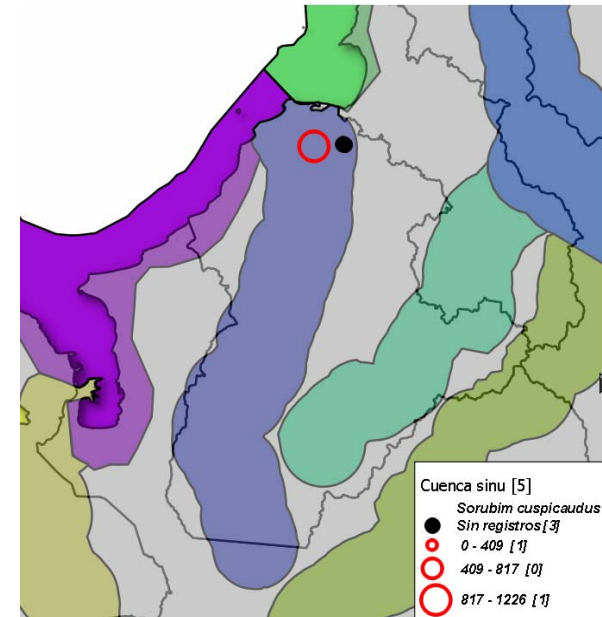 Cuenca sinu [5]
Sorubim cuspicaudus
Sin registros [3]
0 - 409 [1]
409 - 817 [0]
817 - 1226 [1]